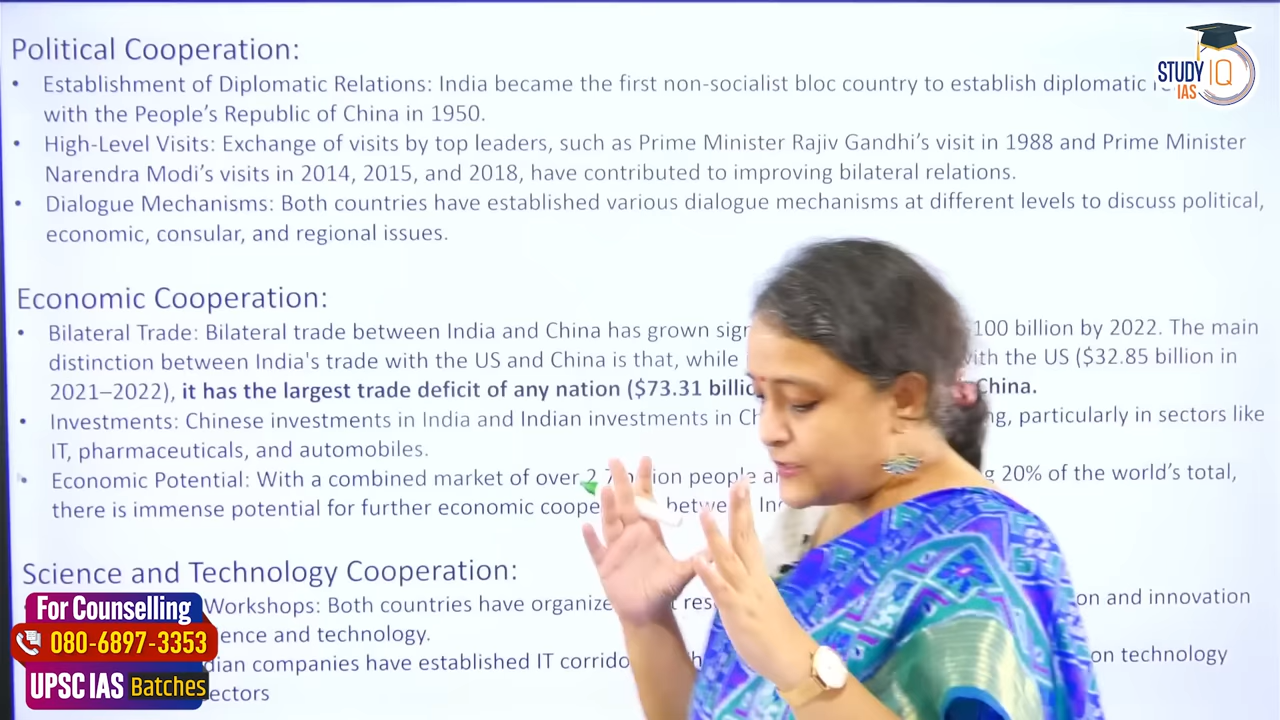 Political Cooperation:
• Establishment of Diplomatic Relations: India became the first non-socialist bloc country to establish diplomatic
with the People's Republic of China in 1950.
• High-Level Visits: Exchange of visits by top leaders, such as Prime Minister Rajiv Gandhi's visit in 1988 and Prime Minister
Narendra Modi's visits in 2014, 2015, and 2018, have contributed to improving bilateral relations.
• Dialogue Mechanisms: Both countries have established various dialogue mechanisms at different levels to discuss political,
economic, consular, and regional issues.
Economic Cooperation:
• Bilateral Trade: Bilateral trade between India and China has grown 100 billion by 2022. The main
distinction between India's trade with the US and China is that, while with the US ($32.85 billion in
2021–2022), it has the largest trade deficit of any nation ($73.31 China.
• Investments: Chinese investments in India and Indian investments in particularly in sectors like
IT, pharmaceuticals, and automobiles.
• Economic Potential: With a combined market of over people 20% of the world's total,
there is immense potential for further economic
Science and Technology Cooperation:
Workshops: Both countries have and innovation
technology.
companies have established IT technology
STUDY IQ
IAS
For Counselling
080-6897-3353
UPSC IAS Batches